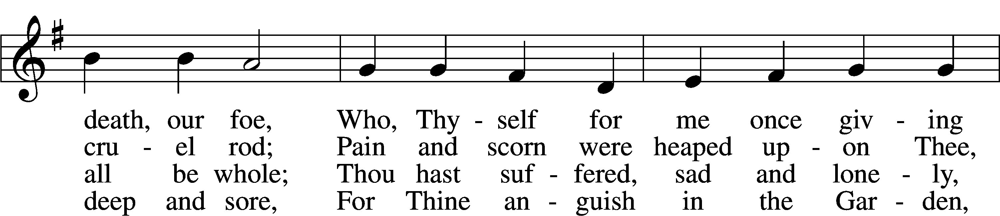 death, our foe, Who, Thy - self for me once giv - ing
cru - el rod; Pain and scorn were heaped up - on Thee,
all be whole; Thou hast suf - fered, sad and lone - ly,
deep and sore, For Thine an - guish in the Gar - den,